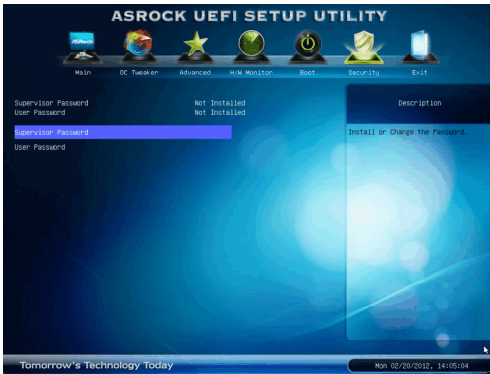 ASROCK UEFI SETUP UTILITY
ASRock
Main OC Tweaker Advanced H/W Monitor Boot Security Exit
Supervisor Password Not Installed
User Password Not Installed
Supervisor Password
User Password
Description
Install or Change the Password.
Tomorrow's Technology Today
Mon 02/20/2012, 14:05:04